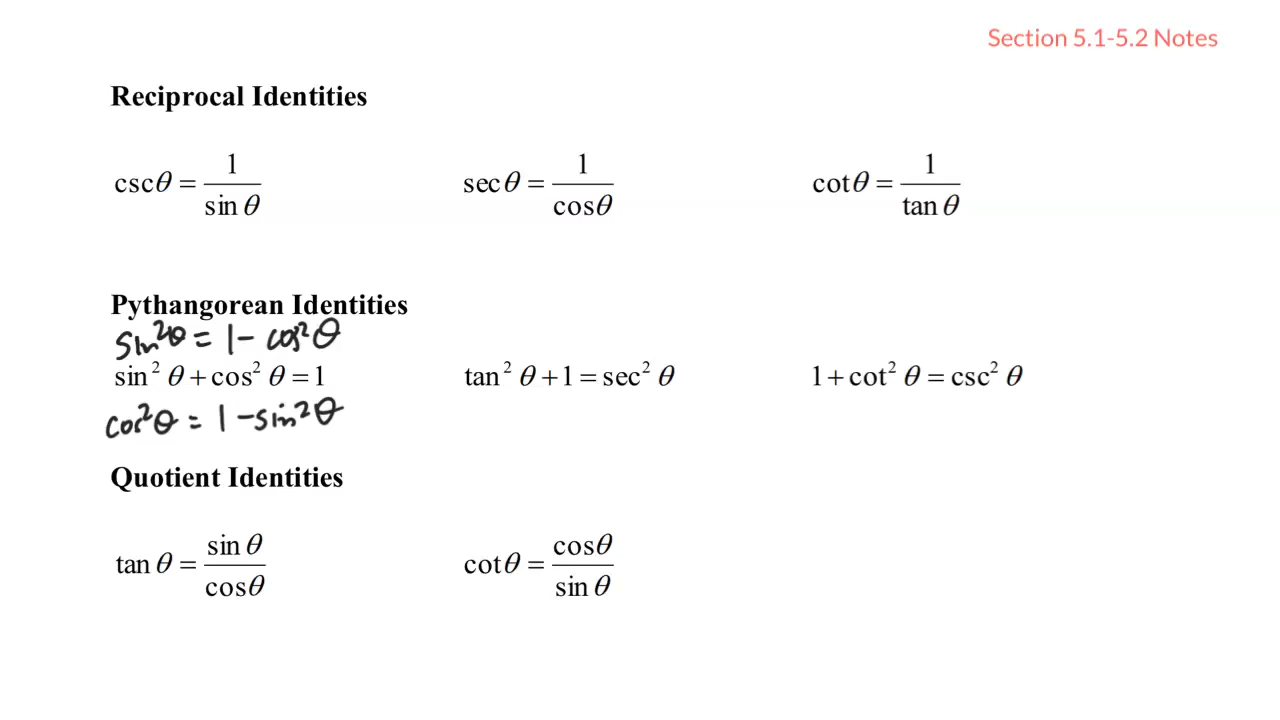 Section 5.1-5.2 Notes
Reciprocal Identities
cscθ = 1/sin θ    secθ = 1/cosθ    cotθ = 1/tan θ
Pythangorean Identities
sin²θ = 1 - cos²θ
sin² θ + cos² θ = 1    tan² θ + 1 = sec² θ    1 + cot² θ = csc² θ
cos²θ = 1 - sin²θ
Quotient Identities
tan θ = sin θ/cosθ    cotθ = cosθ/sin θ